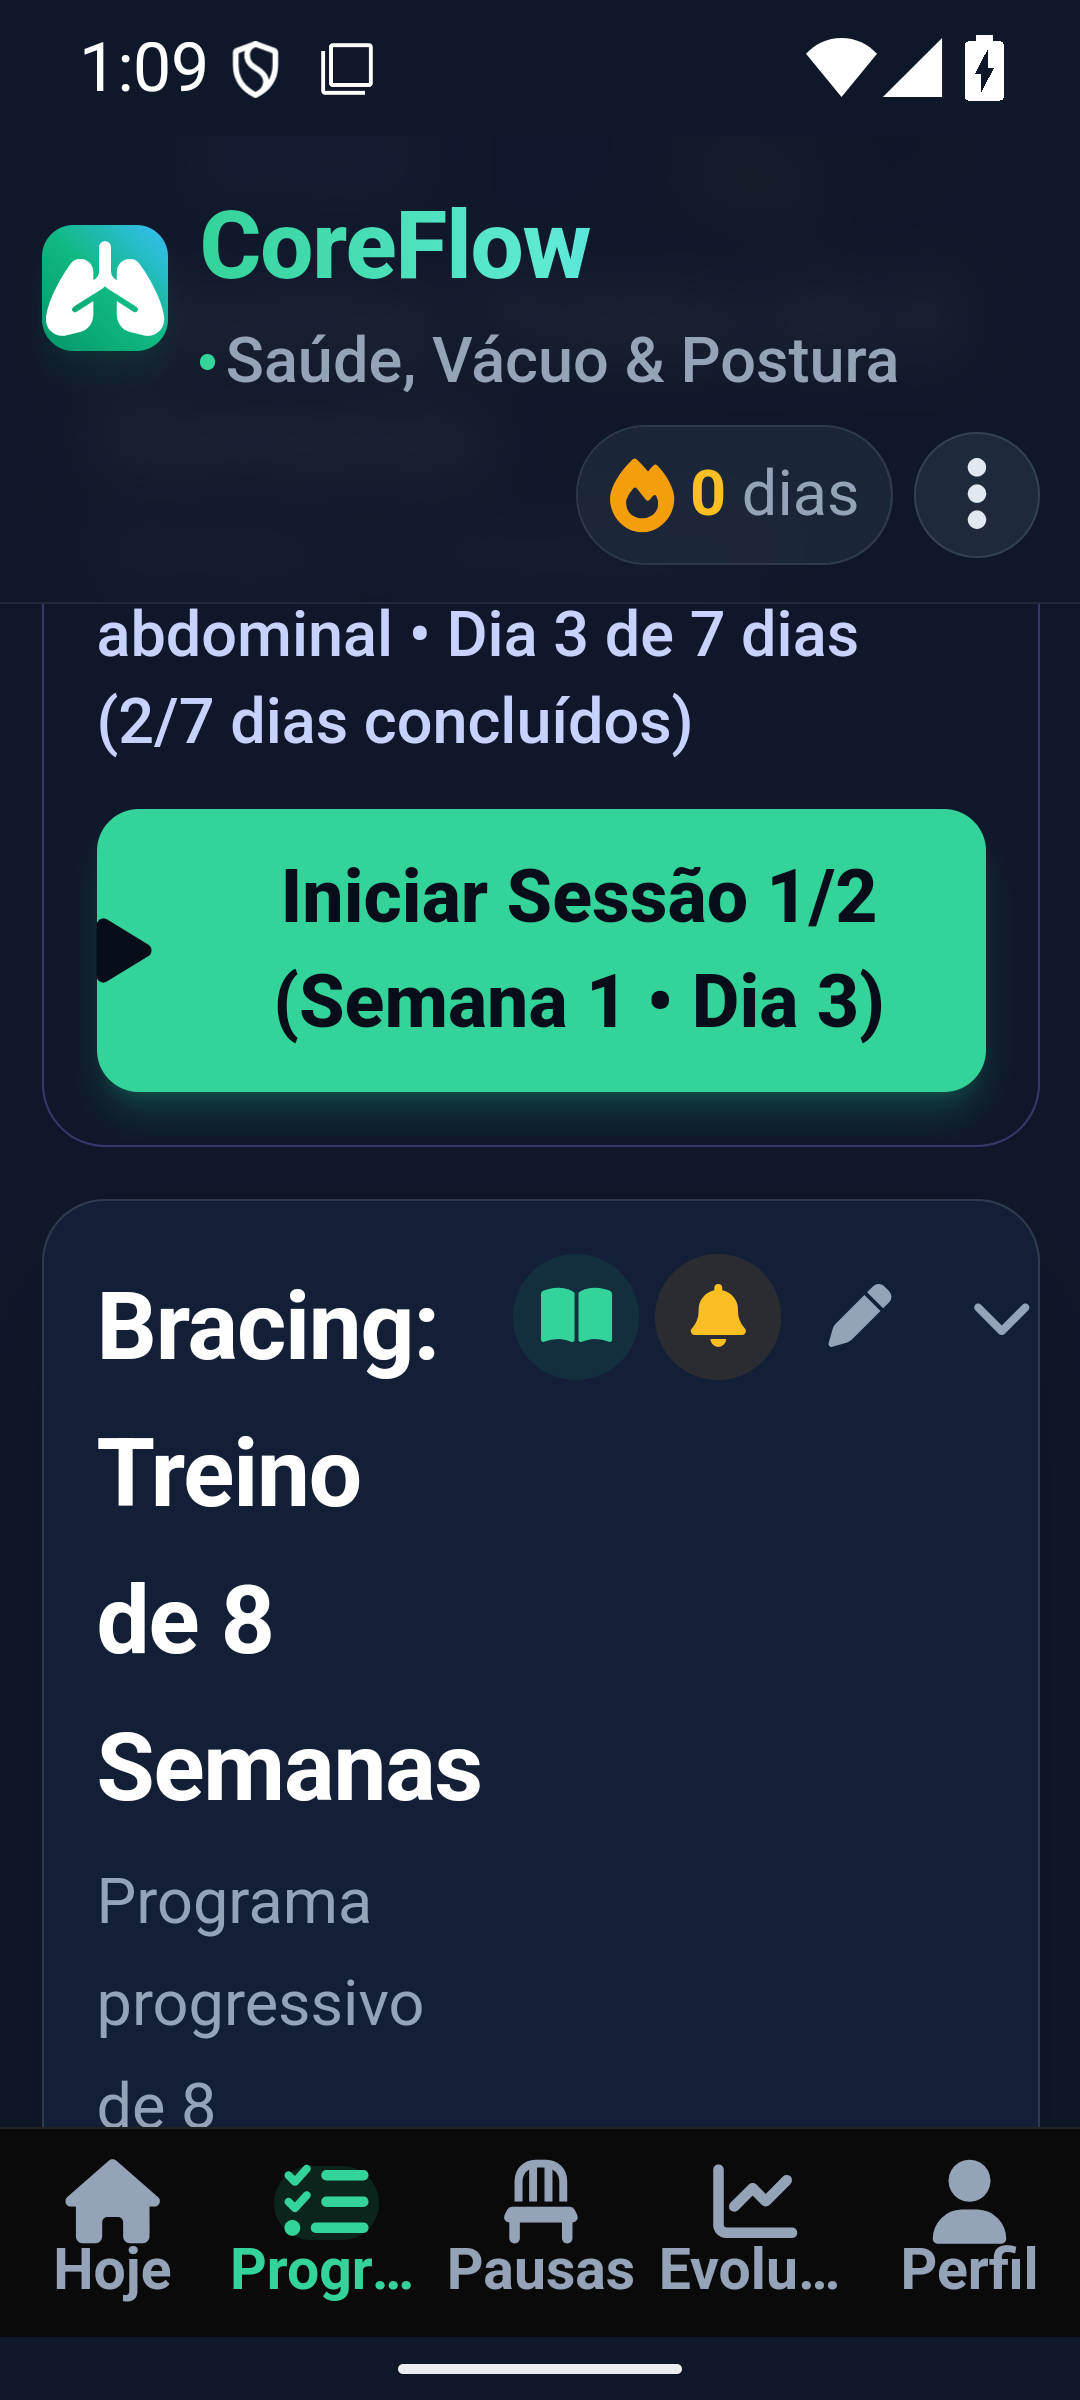 1:09
CoreFlow
• Saúde, Vácuo & Postura
0 dias
abdominal • Dia 3 de 7 dias
(2/7 dias concluídos)
Iniciar Sessão 1/2
(Semana 1 • Dia 3)
Bracing:
Treino
de 8
Semanas
Programa
progressivo
de 8
Hoje
Progr...
Pausas
Evolu...
Perfil